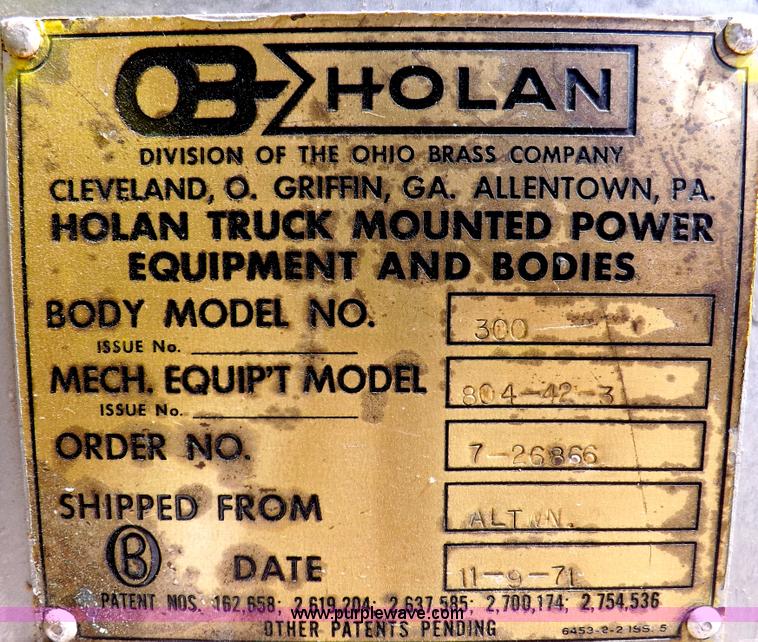 OB HOLAN
DIVISION OF THE OHIO BRASS COMPANY
CLEVELAND, O. GRIFFIN, GA. ALLENTOWN, PA.
HOLAN TRUCK MOUNTED POWER
EQUIPMENT AND BODIES
BODY MODEL NO. 300
ISSUE No.
MECH. EQUIP'T MODEL 804-42-3
ISSUE No.
ORDER NO. 7-26866
SHIPPED FROM ALT N.
OB DATE 11-9-71
PATENT NOS. 162,658; 2,619,204; 2,637,585; 2,700,174; 2,754,536
www.purplewave.com
OTHER PATENTS PENDING 6453-2-2 ISS. 5